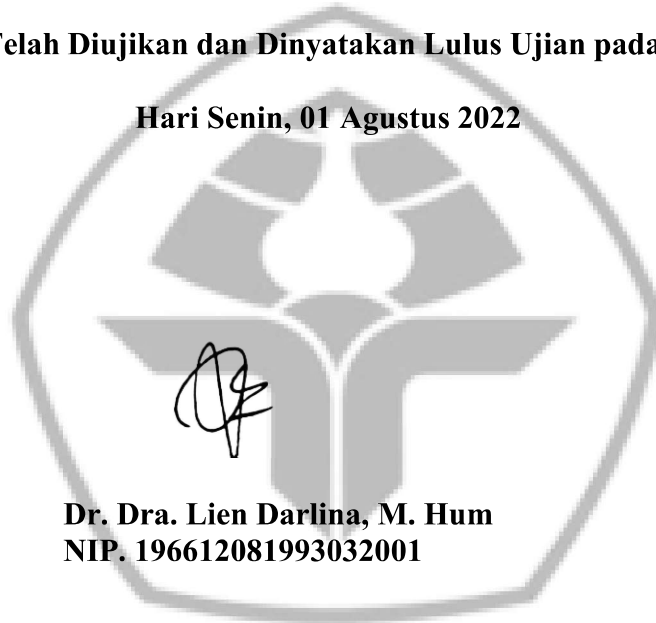 Telah Diujikan dan Dinyatakan Lulus Ujian pada
Hari Senin, 01 Agustus 2022
Dr. Dra. Lien Darlina, M. Hum
NIP. 196612081993032001